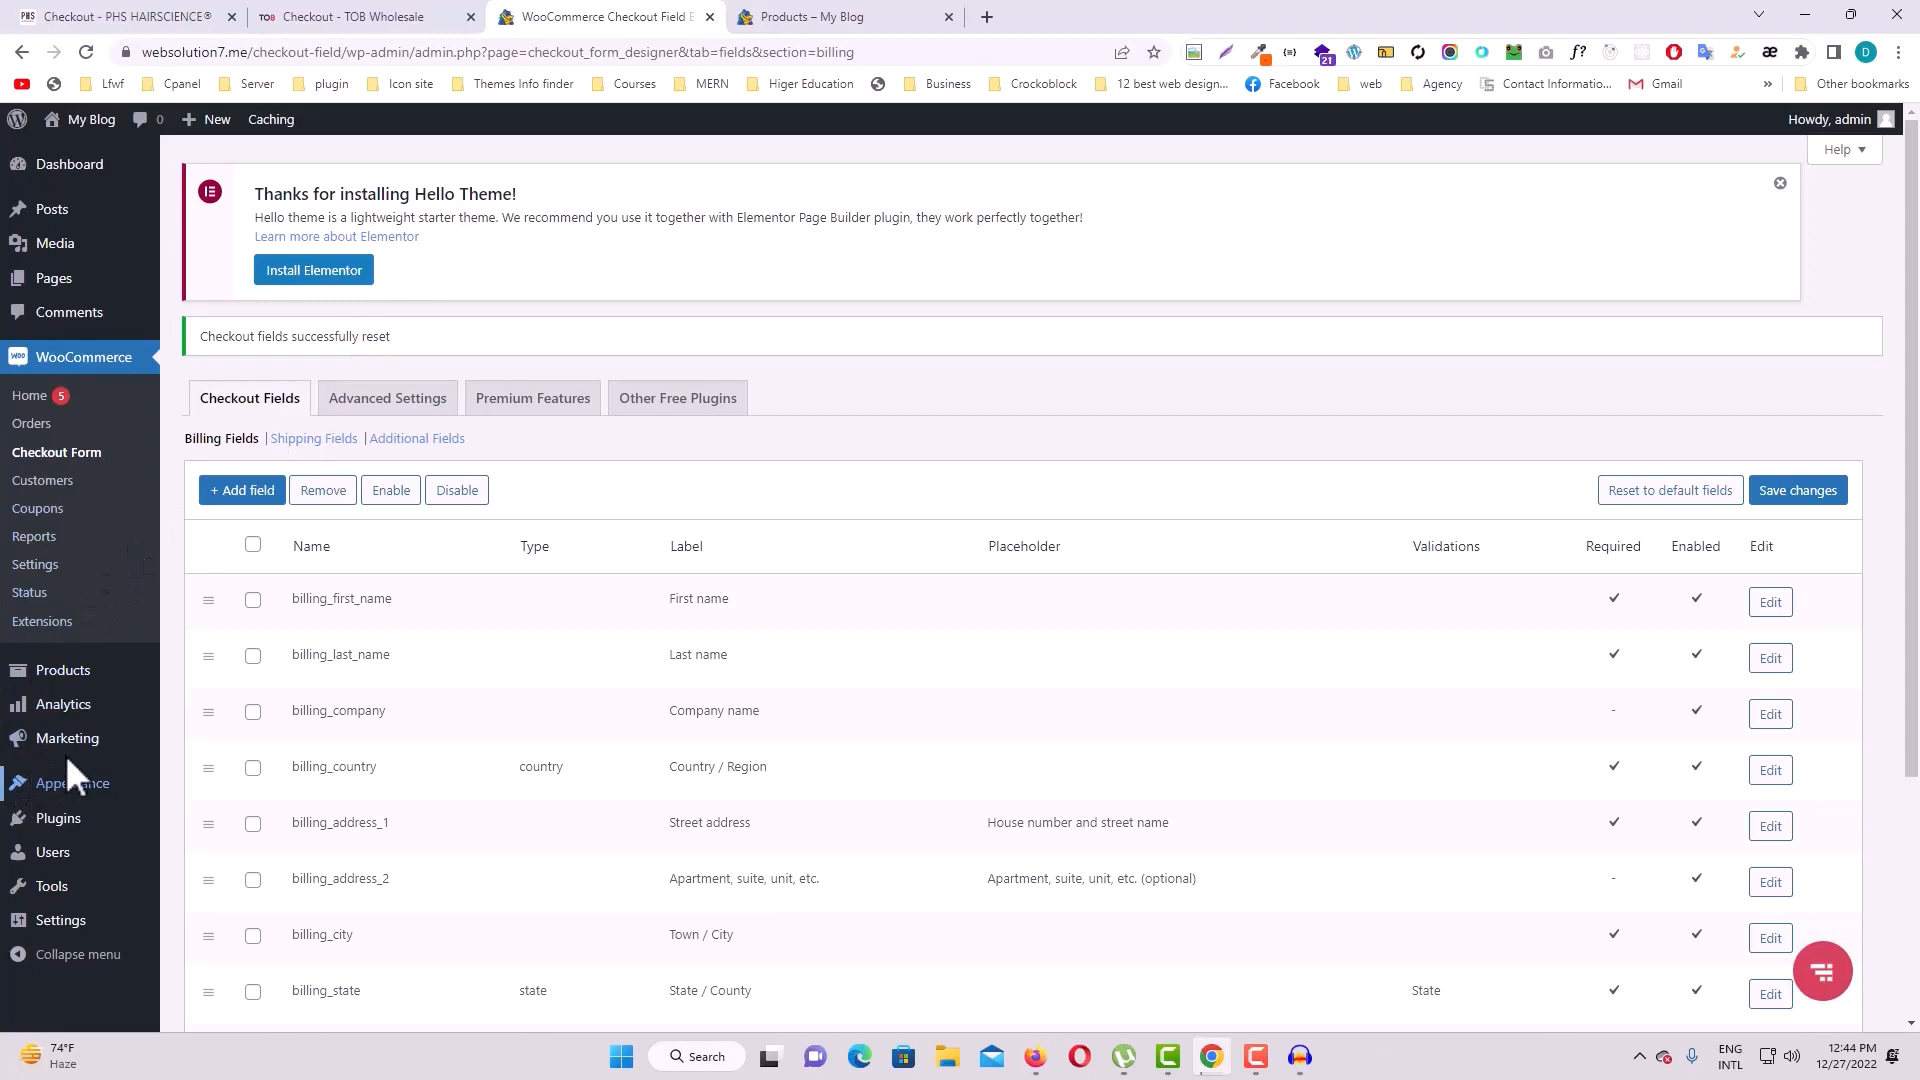 PHS Checkout - PHS HAIRSCIENCE®
TOB Checkout - TOB Wholesale
WooCommerce Checkout Field E
Products – My Blog
websolution7.me/checkout-field/wp-admin/admin.php?page=checkout_form_designer&tab=fields&section=billing
21
f?
æ
D
Lfwf
Cpanel
Server
plugin
Icon site
Themes Info finder
Courses
MERN
Higer Education
Business
Crockoblock
12 best web design...
Facebook
web
Agency
Contact Informatio...
Gmail
»
Other bookmarks
My Blog
0
New
Caching
Howdy, admin
Help
Dashboard
Posts
Media
Pages
Comments
WooCommerce
Home 5
Orders
Checkout Form
Customers
Coupons
Reports
Settings
Status
Extensions
Products
Analytics
Marketing
Plugins
Users
Tools
Settings
Collapse menu
Thanks for installing Hello Theme!
Hello theme is a lightweight starter theme. We recommend you use it together with Elementor Page Builder plugin, they work perfectly together!
Learn more about Elementor
Install Elementor
Checkout fields successfully reset
Checkout Fields
Advanced Settings
Premium Features
Other Free Plugins
Billing Fields | Shipping Fields | Additional Fields
+ Add field
Remove
Enable
Disable
Reset to default fields
Save changes
Name Type Label Placeholder Validations Required Enabled Edit
billing_first_name First name Edit
billing_last_name Last name Edit
billing_company Company name - Edit
billing_country country Country / Region Edit
billing_address_1 Street address House number and street name Edit
billing_address_2 Apartment, suite, unit, etc. Apartment, suite, unit, etc. (optional) - Edit
billing_city Town / City Edit
billing_state state State / County State Edit
74°F
Haze
Search
ENG
INTL
12:44 PM
12/27/2022